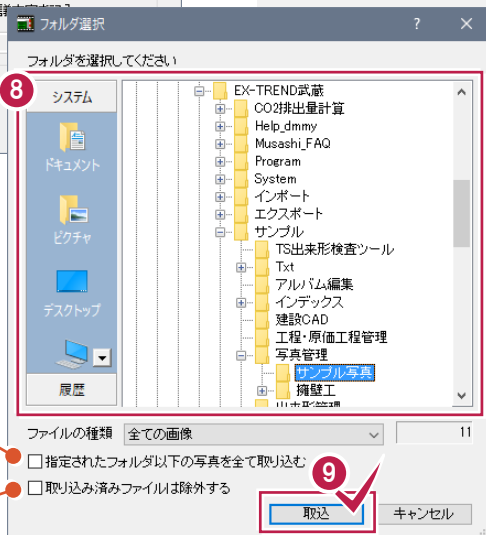 フォルダ選択
? ×
フォルダを選択してください
8
システム
ドキュメント
ピクチャ
デスクトップ
履歴
EX-TREND武蔵
CO2排出量計算
Help_dmmy
Musashi_FAQ
Program
System
インポート
エクスポート
サンプル
TS出来形検査ツール
Txt
アルバム編集
インデックス
建設CAD
工程・原価工程管理
写真管理
サンプル写真
擁壁工
出来形管理
ファイルの種類 全ての画像 11
指定されたフォルダ以下の写真を全て取り込む
9
取り込み済みファイルは除外する
取込 キャンセル